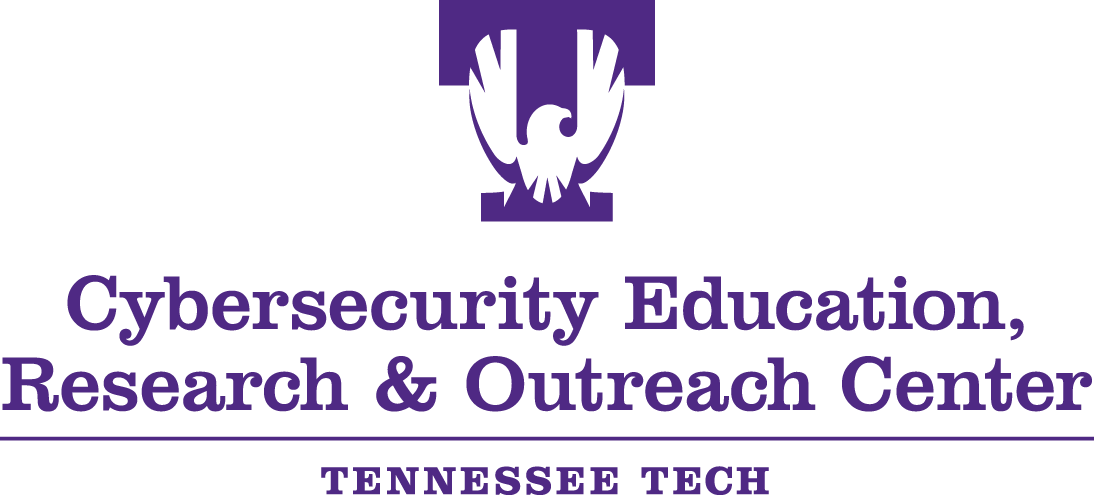 Cybersecurity Education,
Research & Outreach Center
TENNESSEE TECH